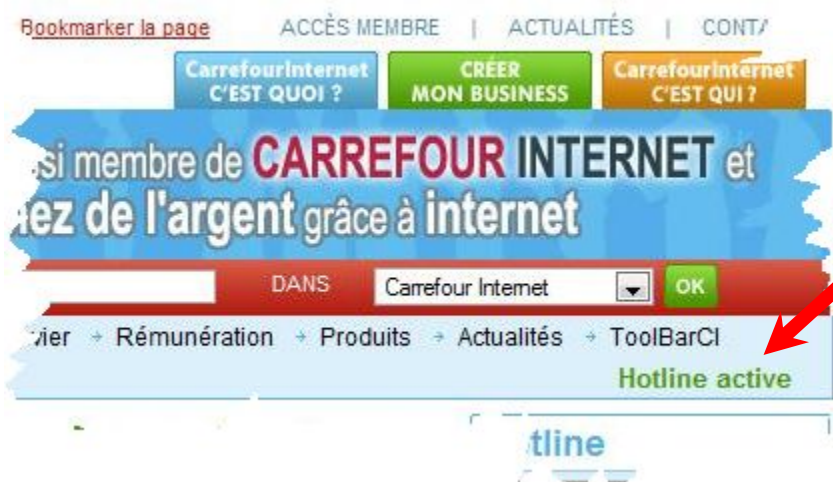 Bookmarker la page ACCÈS MEMBRE | ACTUALITÉS | CONTA
CarrefourInternet
C'EST QUOI ?
CRÉER
MON BUSINESS
CarrefourInternet
C'EST QUI ?
si membre de CARREFOUR INTERNET et
ez de l'argent grâce à internet
DANS Carrefour Internet OK
vier Rémunération Produits Actualités ToolBarCI
Hotline active
tline